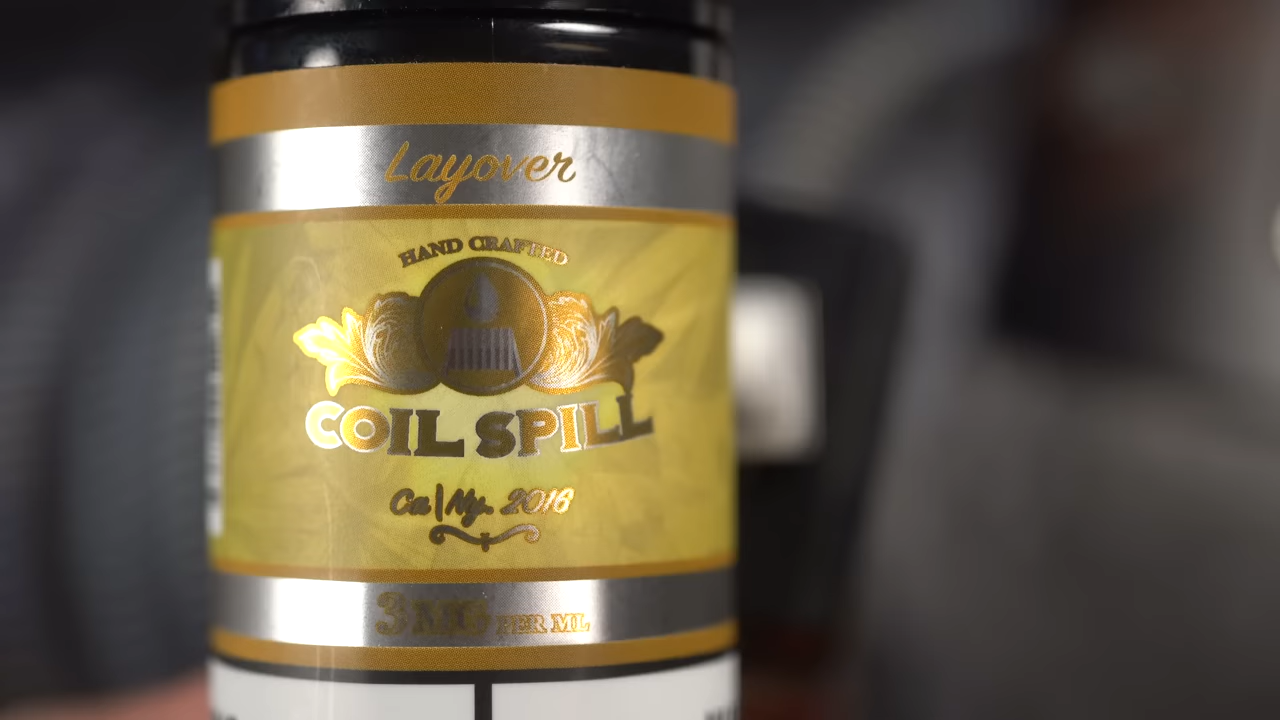 Layover
HAND CRAFTED
COIL SPILL
Ca|Ny. 2016
3 MG PER ML